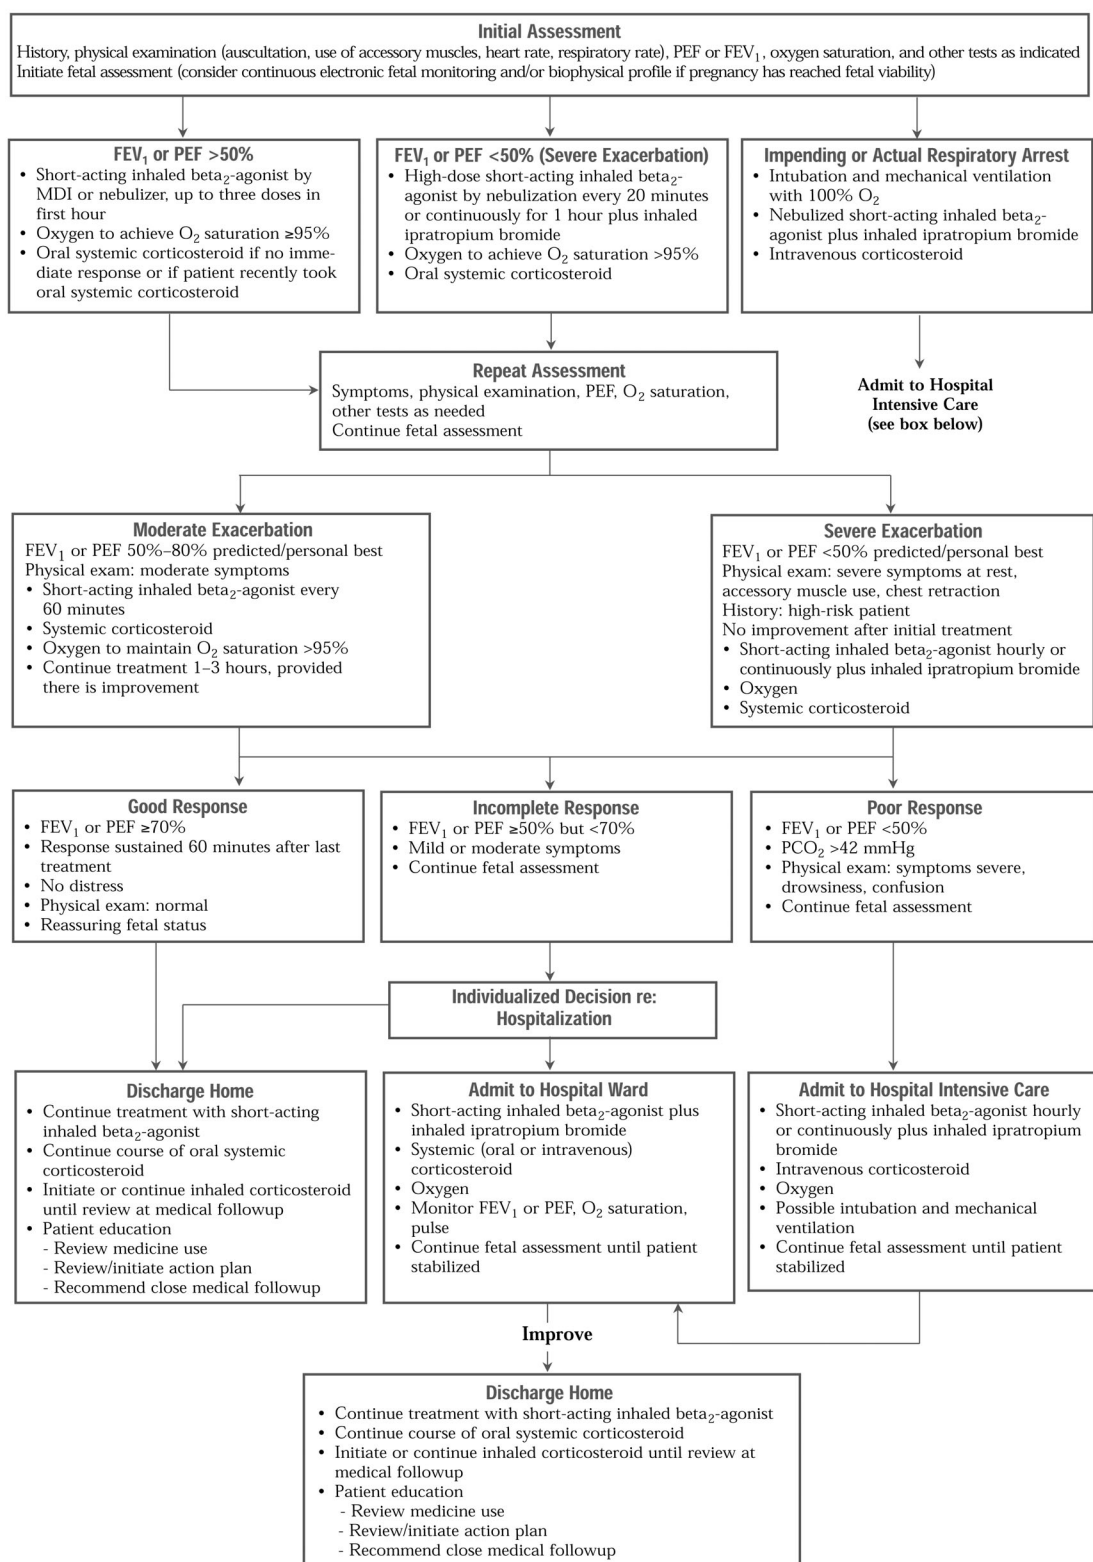 Initial Assessment
History, physical examination (auscultation, use of accessory muscles, heart rate, respiratory rate), PEF or FEV₁, oxygen saturation, and other tests as indicated
Initiate fetal assessment (consider continuous electronic fetal monitoring and/or biophysical profile if pregnancy has reached fetal viability)
FEV₁ or PEF >50%
• Short-acting inhaled beta₂-agonist by
MDI or nebulizer, up to three doses in
first hour
• Oxygen to achieve O₂ saturation ≥95%
• Oral systemic corticosteroid if no imme-
diate response or if patient recently took
oral systemic corticosteroid
FEV₁ or PEF <50% (Severe Exacerbation)
• High-dose short-acting inhaled beta₂-
agonist by nebulization every 20 minutes
or continuously for 1 hour plus inhaled
ipratropium bromide
• Oxygen to achieve O₂ saturation >95%
• Oral systemic corticosteroid
Impending or Actual Respiratory Arrest
• Intubation and mechanical ventilation
with 100% O₂
• Nebulized short-acting inhaled beta₂-
agonist plus inhaled ipratropium bromide
• Intravenous corticosteroid
Repeat Assessment
Symptoms, physical examination, PEF, O₂ saturation,
other tests as needed
Continue fetal assessment
Admit to Hospital
Intensive Care
(see box below)
Moderate Exacerbation
FEV₁ or PEF 50%–80% predicted/personal best
Physical exam: moderate symptoms
• Short-acting inhaled beta₂-agonist every
60 minutes
• Systemic corticosteroid
• Oxygen to maintain O₂ saturation >95%
• Continue treatment 1–3 hours, provided
there is improvement
Severe Exacerbation
FEV₁ or PEF <50% predicted/personal best
Physical exam: severe symptoms at rest,
accessory muscle use, chest retraction
History: high-risk patient
No improvement after initial treatment
• Short-acting inhaled beta₂-agonist hourly or
continuously plus inhaled ipratropium bromide
• Oxygen
• Systemic corticosteroid
Good Response
• FEV₁ or PEF ≥70%
• Response sustained 60 minutes after last
treatment
• No distress
• Physical exam: normal
• Reassuring fetal status
Incomplete Response
• FEV₁ or PEF ≥50% but <70%
• Mild or moderate symptoms
• Continue fetal assessment
Poor Response
• FEV₁ or PEF <50%
• PCO₂ >42 mmHg
• Physical exam: symptoms severe,
drowsiness, confusion
• Continue fetal assessment
Individualized Decision re:
Hospitalization
Discharge Home
• Continue treatment with short-acting
inhaled beta₂-agonist
• Continue course of oral systemic
corticosteroid
• Initiate or continue inhaled corticosteroid
until review at medical followup
• Patient education
- Review medicine use
- Review/initiate action plan
- Recommend close medical followup
Admit to Hospital Ward
• Short-acting inhaled beta₂-agonist plus
inhaled ipratropium bromide
• Systemic (oral or intravenous)
corticosteroid
• Oxygen
• Monitor FEV₁ or PEF, O₂ saturation,
pulse
• Continue fetal assessment until patient
stabilized
Admit to Hospital Intensive Care
• Short-acting inhaled beta₂-agonist hourly
or continuously plus inhaled ipratropium
bromide
• Intravenous corticosteroid
• Oxygen
• Possible intubation and mechanical
ventilation
• Continue fetal assessment until patient
stabilized
Improve
Discharge Home
• Continue treatment with short-acting inhaled beta₂-agonist
• Continue course of oral systemic corticosteroid
• Initiate or continue inhaled corticosteroid until review at
medical followup
• Patient education
- Review medicine use
- Review/initiate action plan
- Recommend close medical followup